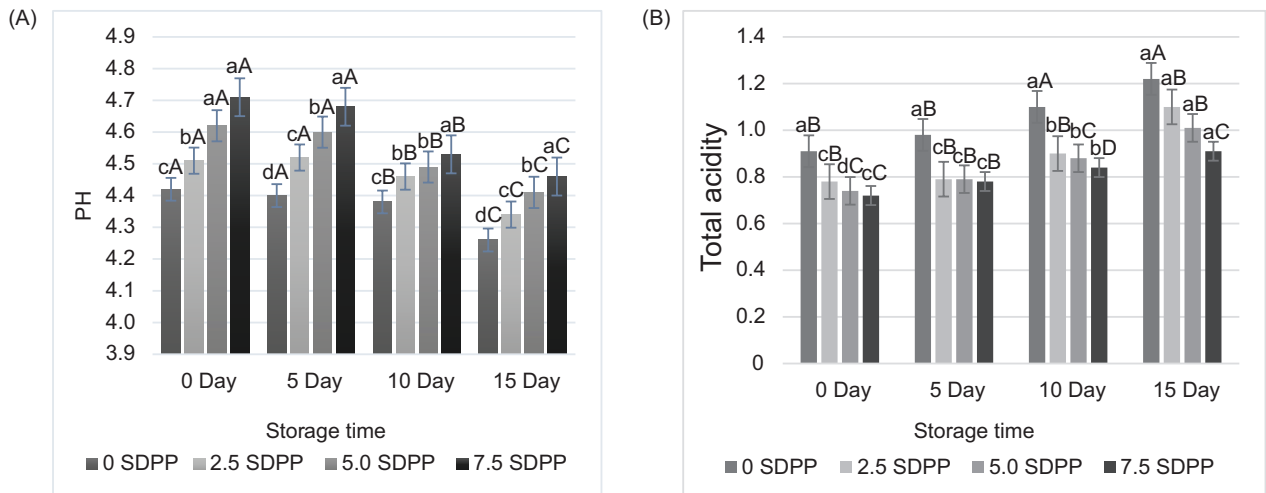 (A)
PH
4.9
4.8
4.7
4.6
4.5
4.4
4.3
4.2
4.1
4.0
3.9
cA bA aA aA
dA cA bA aA
cB bB bB aB
dC cC bC aC
0 Day 5 Day 10 Day 15 Day
Storage time
0 SDPP 2.5 SDPP 5.0 SDPP 7.5 SDPP
(B)
Total acidity
1.4
1.2
1.0
0.8
0.6
0.4
0.2
0
aB cB dC cC
aB cB cB cB
aA bB bC bD
aA aB aB aC
0 Day 5 Day 10 Day 15 Day
Storage time
0 SDPP 2.5 SDPP 5.0 SDPP 7.5 SDPP